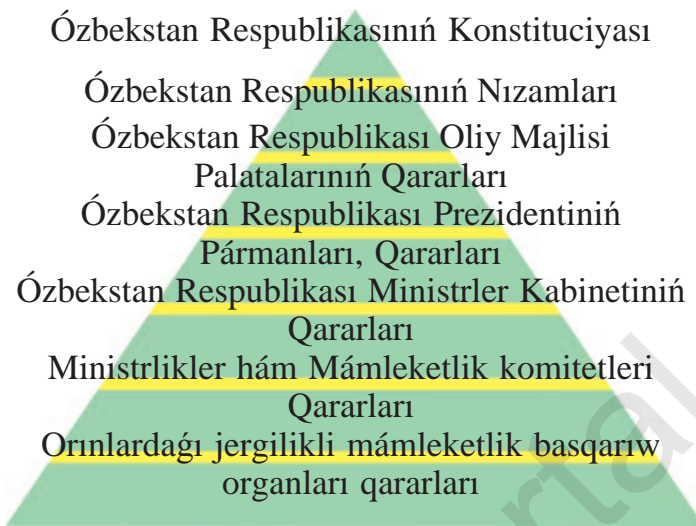 Ózbekstan Respublikasınıń Konstituciyası
Ózbekstan Respublikasınıń Nızamları
Ózbekstan Respublikası Oliy Majlisi
Palatalarınıń Qararları
Ózbekstan Respublikası Prezidentiniń
Pármanları, Qararları
Ózbekstan Respublikası Ministrler Kabinetiniń
Qararları
Ministrlikler hám Mámleketlik komitetleri
Qararları
Orınlardaǵı jergilikli mámleketlik basqarıw
organları qararları